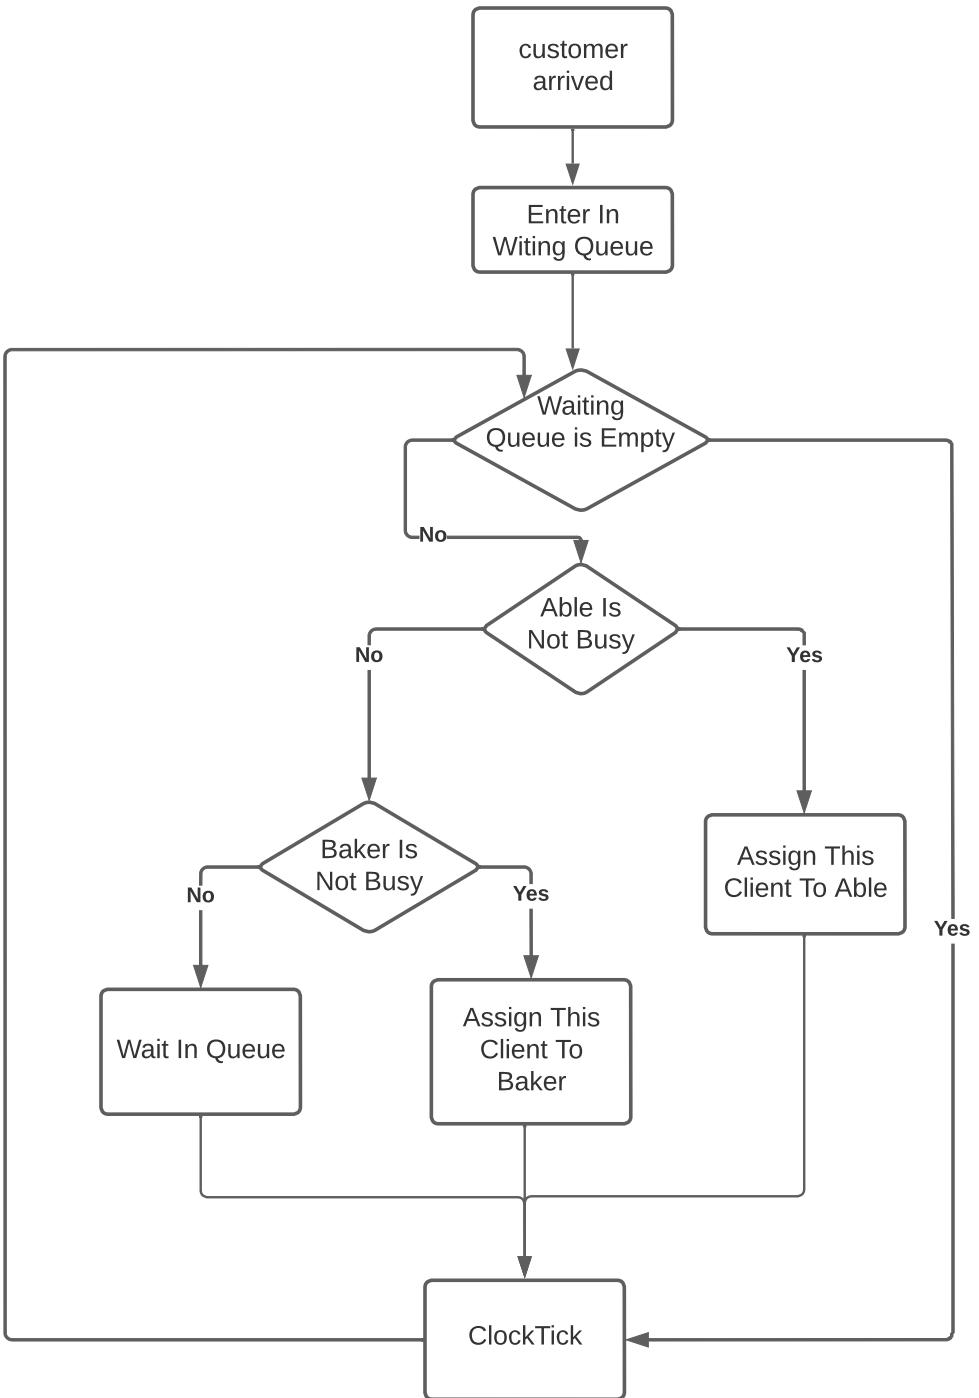 customer
arrived
Enter In
Witing Queue
Waiting
Queue is Empty
No
Able Is
Not Busy
No
Yes
Baker Is
Not Busy
No
Yes
Assign This
Client To Able
Yes
Wait In Queue
Assign This
Client To
Baker
ClockTick